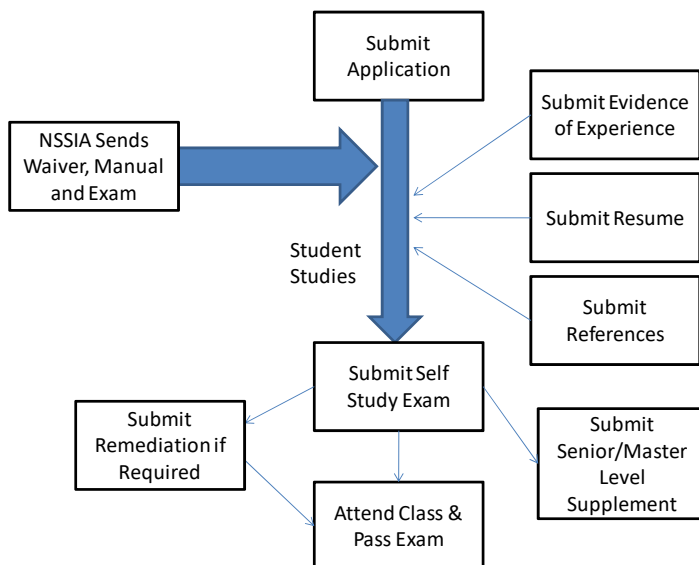 Submit
Application
Submit Evidence
of Experience
NSSIA Sends
Waiver, Manual
and Exam
Submit Resume
Student
Studies
Submit
References
Submit Self
Study Exam
Submit
Remediation if
Required
Submit
Senior/Master
Level
Supplement
Attend Class &
Pass Exam